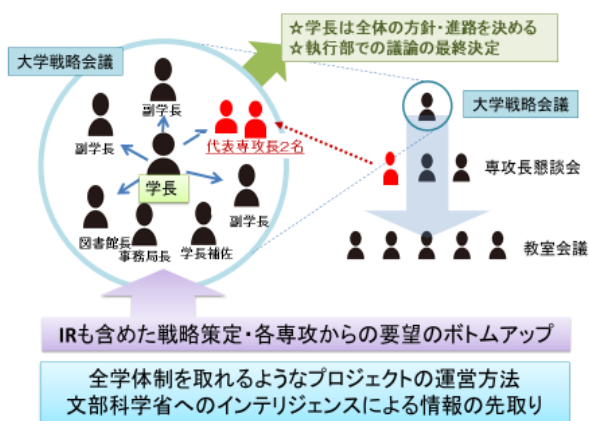 ☆学長は全体の方針・進路を決める
☆執行部での議論の最終決定
大学戦略会議
副学長
副学長
代表専攻長2名
学長
副学長
図書館長
事務局長
学長補佐
大学戦略会議
専攻長懇談会
教室会議
IRも含めた戦略策定・各専攻からの要望のボトムアップ
全学体制を取れるようなプロジェクトの運営方法
文部科学省へのインテリジェンスによる情報の先取り